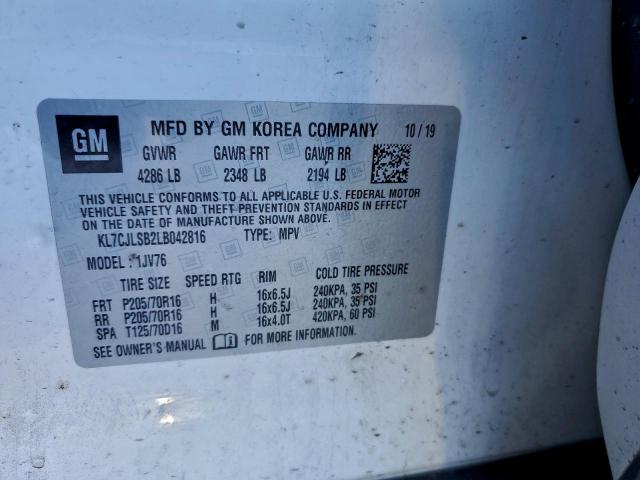 GM MFD BY GM KOREA COMPANY 10/19
GVWR GAWR FRT GAWR RR
4286 LB 2348 LB 2194 LB
THIS VEHICLE CONFORMS TO ALL APPLICABLE U.S. FEDERAL MOTOR
VEHICLE SAFETY AND THEFT PREVENTION STANDARDS IN EFFECT ON
THE DATE OF MANUFACTURE SHOWN ABOVE.
KL7CJLSB2LB042816 TYPE: MPV
MODEL: 1JV76
TIRE SIZE SPEED RTG RIM COLD TIRE PRESSURE
FRT P205/70R16 H 16x6.5J 240KPA, 35 PSI
RR P205/70R16 H 16x6.5J 240KPA, 35 PSI
SPA T125/70D16 M 16x4.0T 420KPA, 60 PSI
SEE OWNER'S MANUAL i FOR MORE INFORMATION